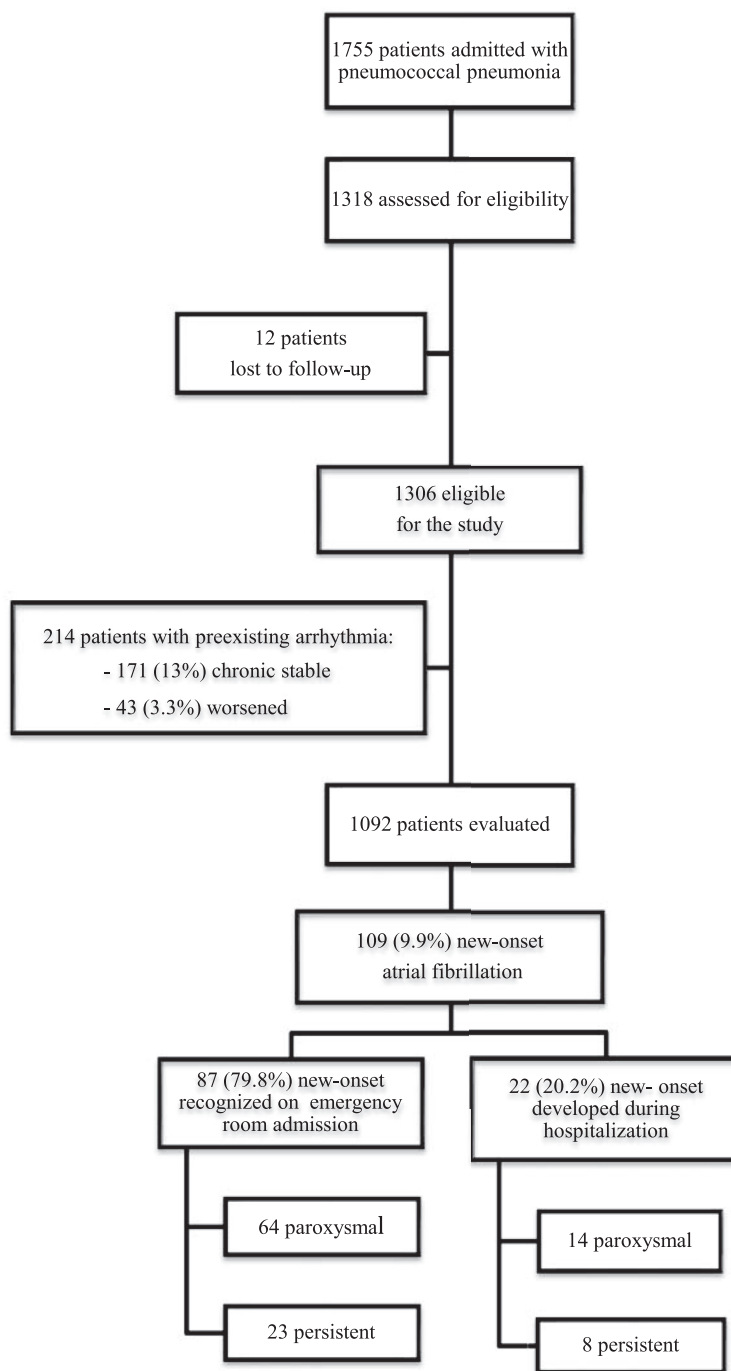 1755 patients admitted with
pneumococcal pneumonia
1318 assessed for eligibility
12 patients
lost to follow-up
1306 eligible
for the study
214 patients with preexisting arrhythmia:
- 171 (13%) chronic stable
- 43 (3.3%) worsened
1092 patients evaluated
109 (9.9%) new-onset
atrial fibrillation
87 (79.8%) new-onset
recognized on emergency
room admission
22 (20.2%) new- onset
developed during
hospitalization
64 paroxysmal
14 paroxysmal
23 persistent
8 persistent